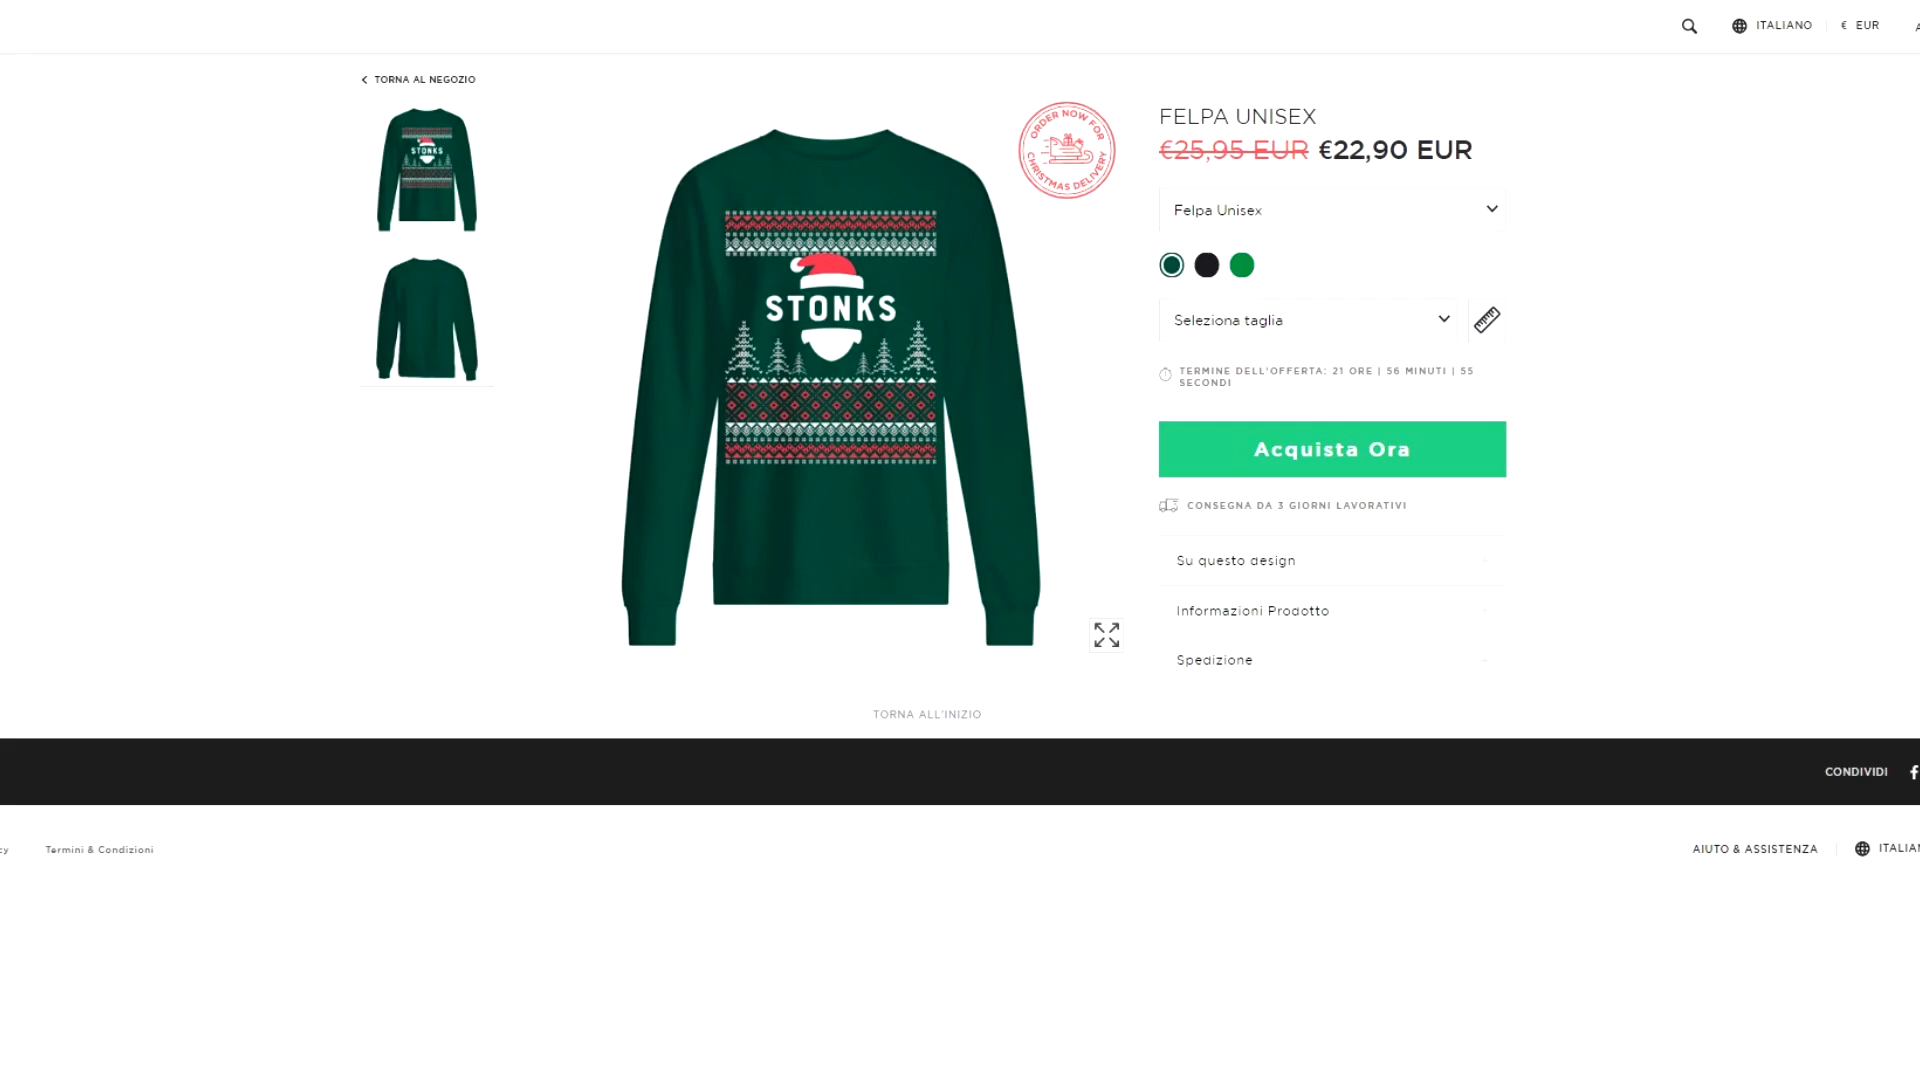 ITALIANO
€ EUR
TORNA AL NEGOZIO
STONKS
STONKS
ORDER NOW FOR
CHRISTMAS DELIVERY
FELPA UNISEX
€25,95 EUR €22,90 EUR
Felpa Unisex
Seleziona taglia
TERMINE DELL'OFFERTA: 21 ORE | 56 MINUTI | 55
SECONDI
Acquista Ora
CONSEGNA DA 3 GIORNI LAVORATIVI
Su questo design
Informazioni Prodotto
Spedizione
TORNA ALL'INIZIO
CONDIVIDI
cy
Termini & Condizioni
AIUTO & ASSISTENZA
ITALIAN